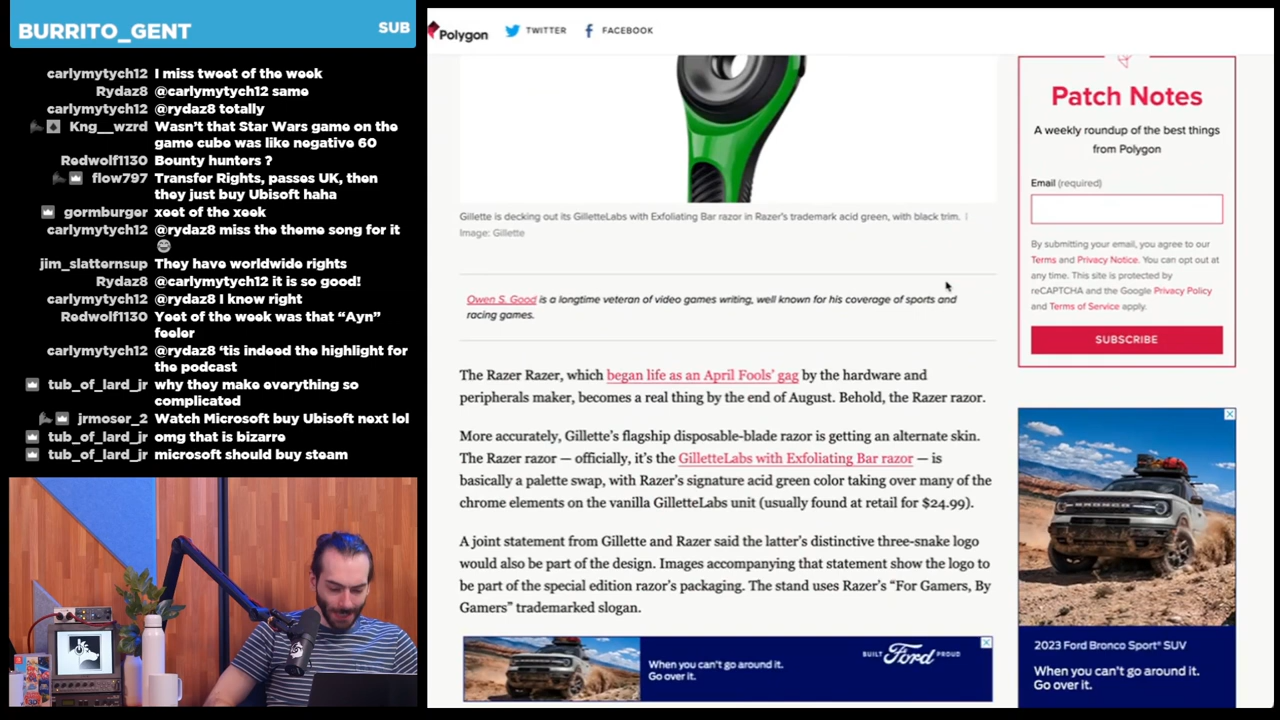 BURRITO_GENT
SUB
carlymytych12 I miss tweet of the week
Rydaz8 @carlymytych12 same
carlymytych12 @rydaz8 totally
Kng__wzrd Wasn't that Star Wars game on the
game cube was like negative 60
Redwolf1130 Bounty hunters ?
flow797 Transfer Rights, passes UK, then
they just buy Ubisoft haha
gormburger xeet of the xeek
carlymytych12 @rydaz8 miss the theme song for it
jim_slatternsup They have worldwide rights
Rydaz8 @carlymytych12 it is so good!
carlymytych12 @rydaz8 I know right
Redwolf1130 Yeet of the week was that “Ayn”
feeler
carlymytych12 @rydaz8 ‘tis indeed the highlight for
the podcast
tub_of_lard_jr why they make everything so
complicated
jrmoser_2 Watch Microsoft buy Ubisoft next lol
tub_of_lard_jr omg that is bizarre
tub_of_lard_jr microsoft should buy steam
Polygon TWITTER FACEBOOK
Gillette is decking out its GilletteLabs with Exfoliating Bar razor in Razer's trademark acid green, with black trim. |
Image: Gillette
Owen S. Good is a longtime veteran of video games writing, well known for his coverage of sports and
racing games.
The Razer Razer, which began life as an April Fools’ gag by the hardware and
peripherals maker, becomes a real thing by the end of August. Behold, the Razer razor.
More accurately, Gillette’s flagship disposable-blade razor is getting an alternate skin.
The Razer razor — officially, it’s the GilletteLabs with Exfoliating Bar razor — is
basically a palette swap, with Razer’s signature acid green color taking over many of the
chrome elements on the vanilla GilletteLabs unit (usually found at retail for $24.99).
A joint statement from Gillette and Razer said the latter’s distinctive three-snake logo
would also be part of the design. Images accompanying that statement show the logo to
be part of the special edition razor’s packaging. The stand uses Razer’s “For Gamers, By
Gamers” trademarked slogan.
When you can't go around it.
Go over it.
BUILT Ford PROUD
Patch Notes
A weekly roundup of the best things
from Polygon
Email (required)
By submitting your email, you agree to our
Terms and Privacy Notice. You can opt out at
any time. This site is protected by
reCAPTCHA and the Google Privacy Policy
and Terms of Service apply.
SUBSCRIBE
BRONCO
2023 Ford Bronco Sport® SUV
When you can't go around it.
Go over it.